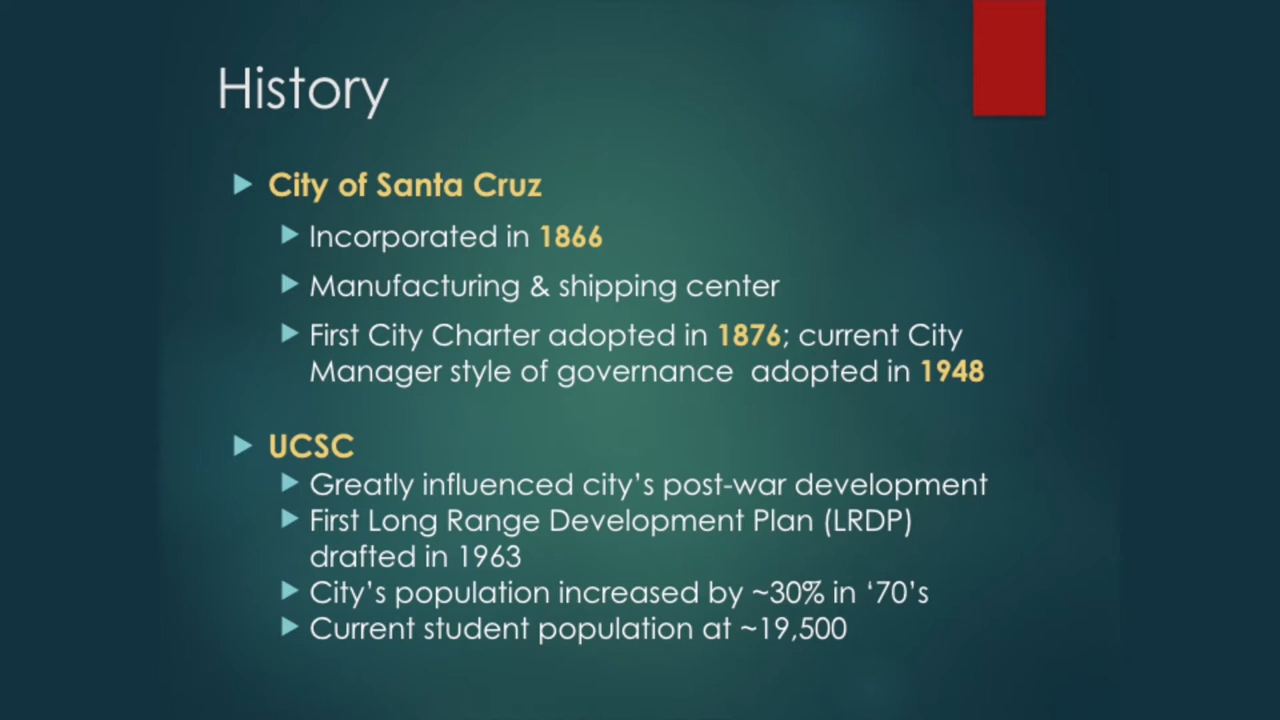 History
City of Santa Cruz
Incorporated in 1866
Manufacturing & shipping center
First City Charter adopted in 1876; current City
Manager style of governance adopted in 1948
UCSC
Greatly influenced city’s post-war development
First Long Range Development Plan (LRDP)
drafted in 1963
City’s population increased by ~30% in ‘70’s
Current student population at ~19,500